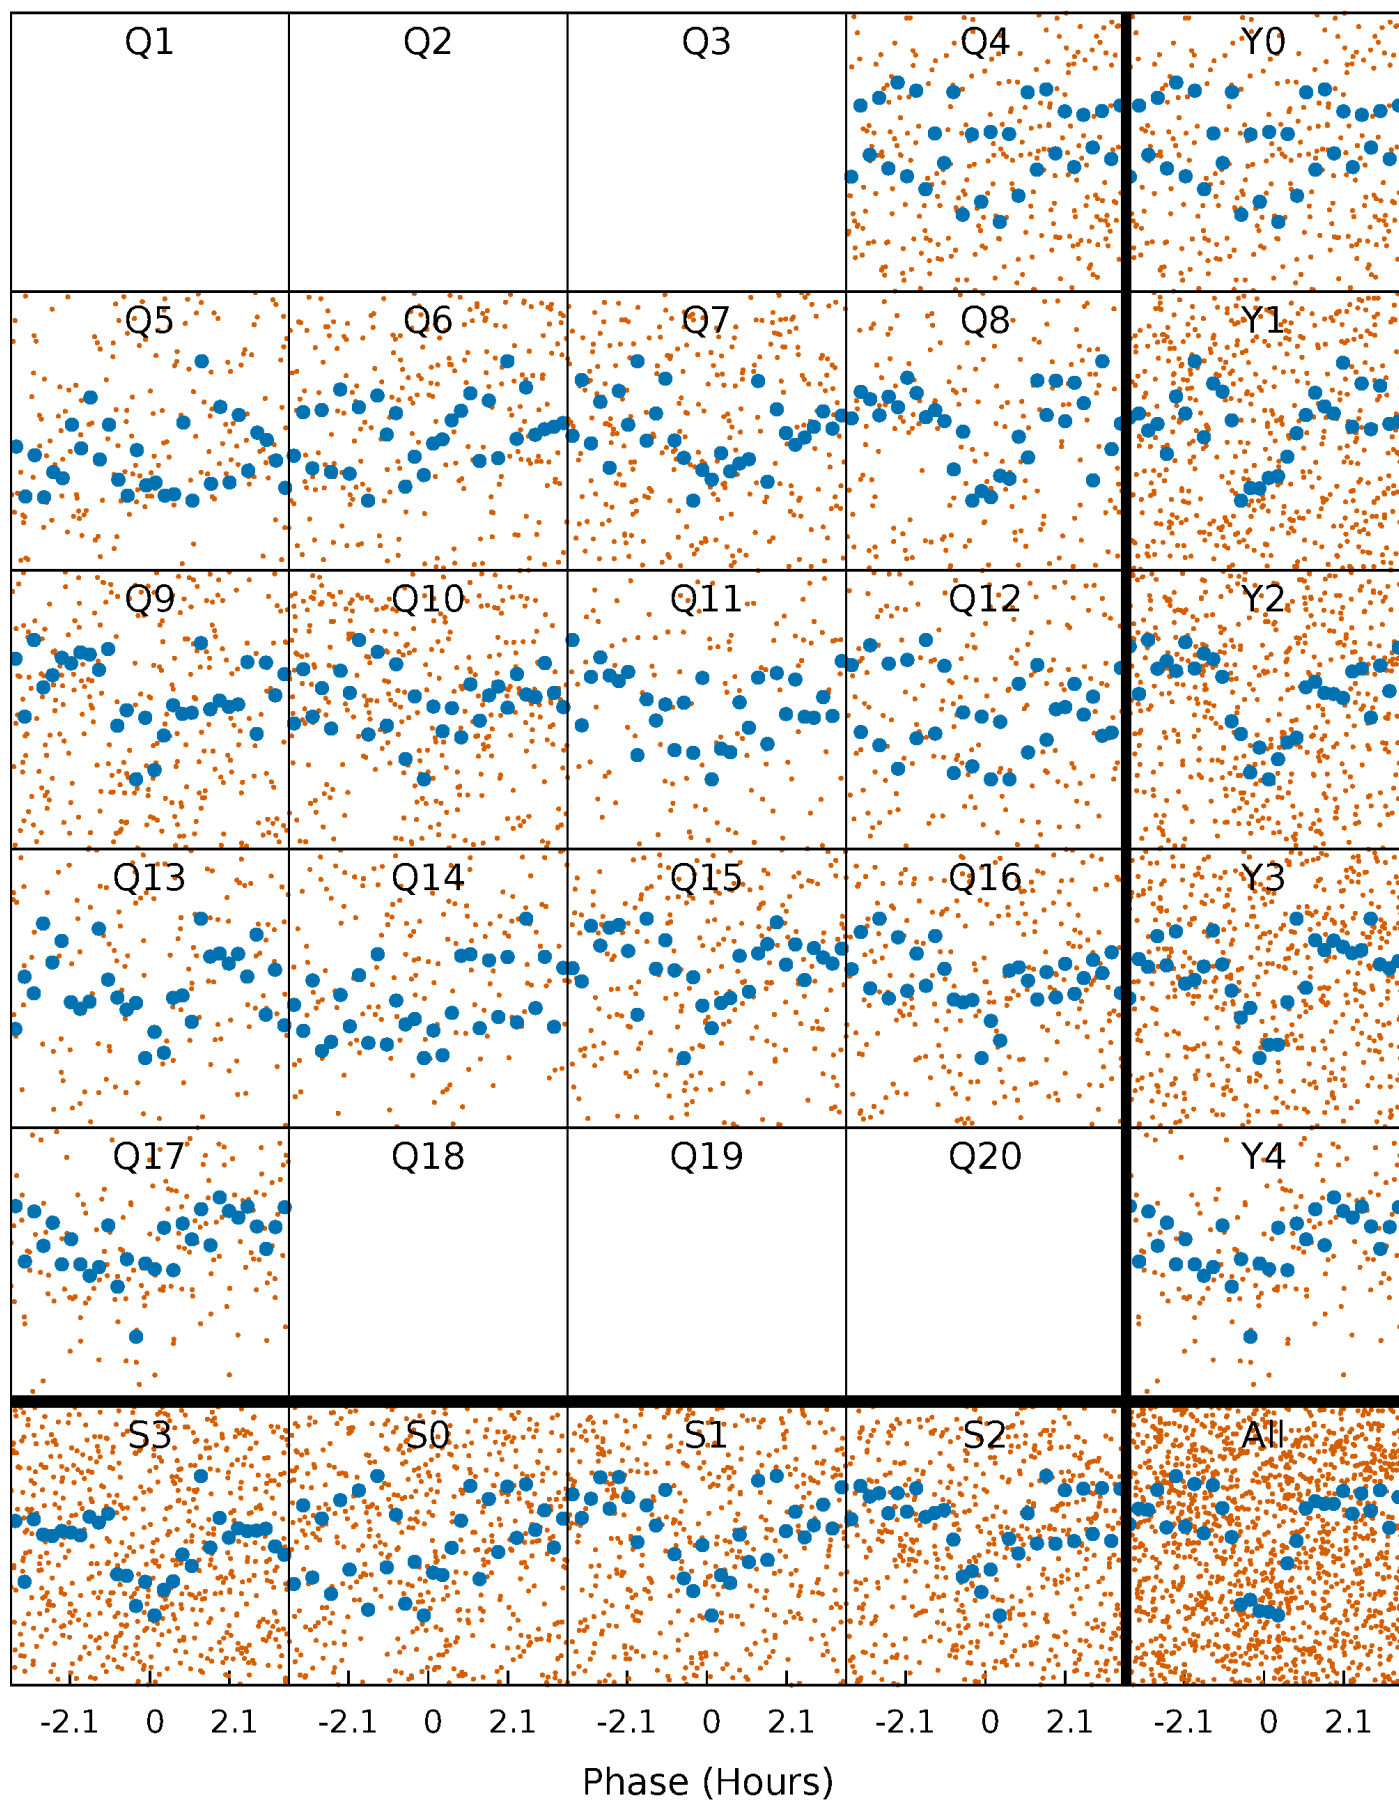 Q1 Q2 Q3 Q4 Y0
Q5 Q6 Q7 Q8 Y1
Q9 Q10 Q11 Q12 Y2
Q13 Q14 Q15 Q16 Y3
Q17 Q18 Q19 Q20 Y4
S3 S0 S1 S2 All
-2.1 0 2.1 -2.1 0 2.1 -2.1 0 2.1 -2.1 0 2.1 -2.1 0 2.1
Phase (Hours)